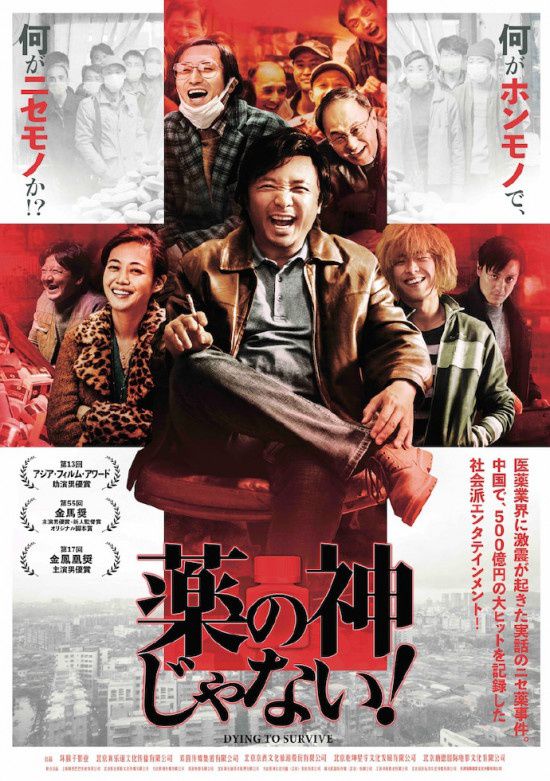 何がホンモノで、
何がニセモノか!?
第13回
アジア・フィルム・アワード
助演男優賞
第55回
金馬奨
主演男優賞・新人監督賞
オリジナル脚本賞
第17回
金鳳凰奨
主演男優賞
医薬業界に激震が起きた実話のニセ薬事件。
中国で、500億円の大ヒットを記録した
社会派エンタテインメント!
薬の神
じゃない!
DYING TO SURVIVE